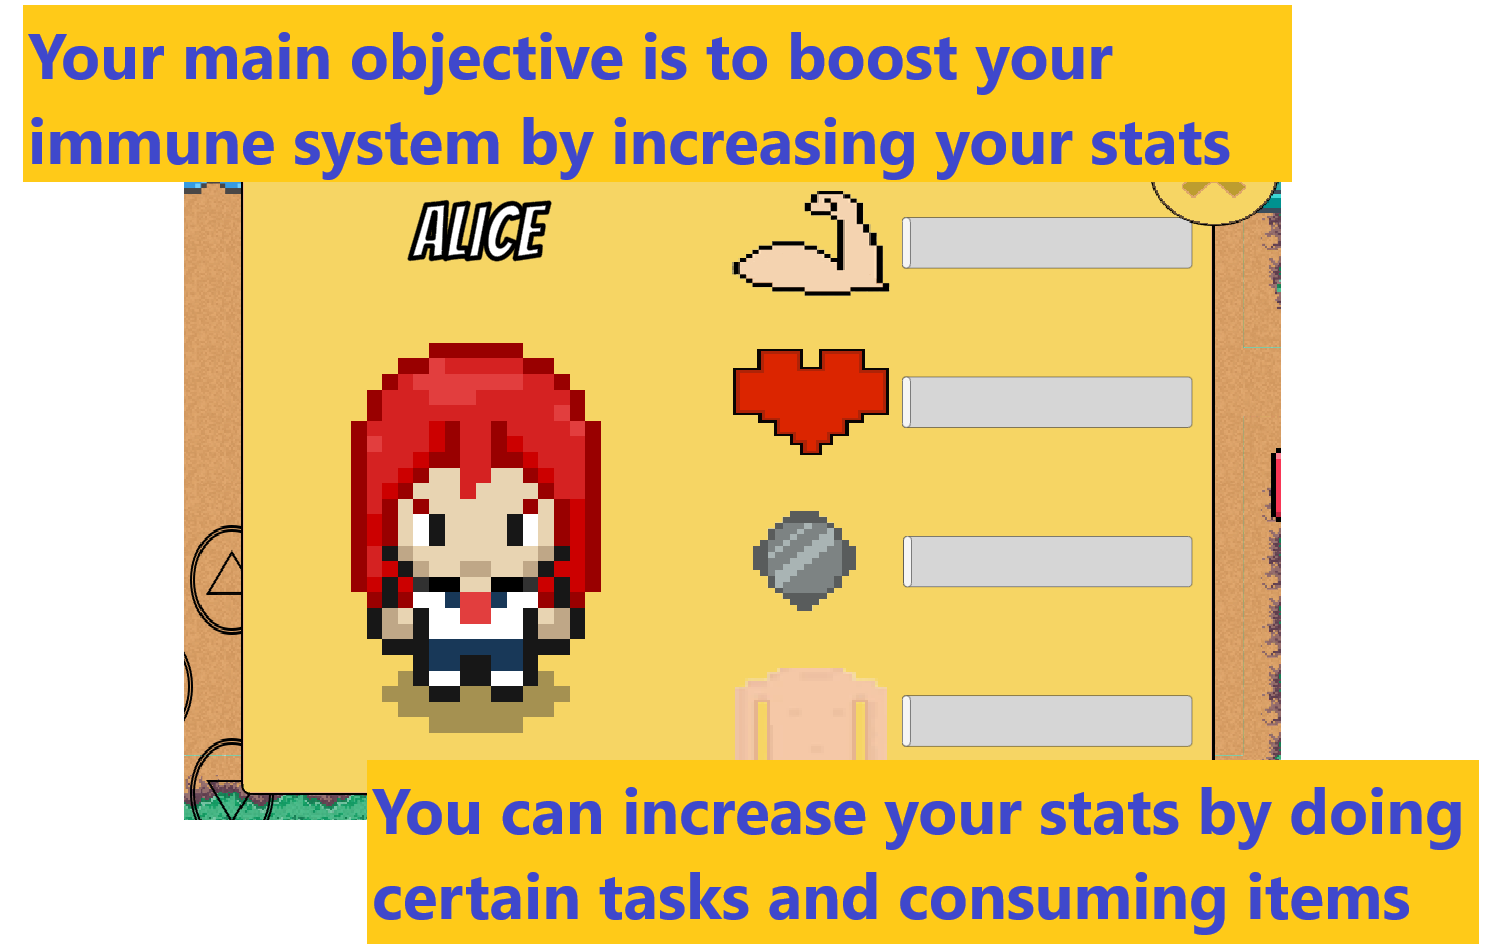 Your main objective is to boost your
immune system by increasing your stats
ALICE
You can increase your stats by doing
certain tasks and consuming items